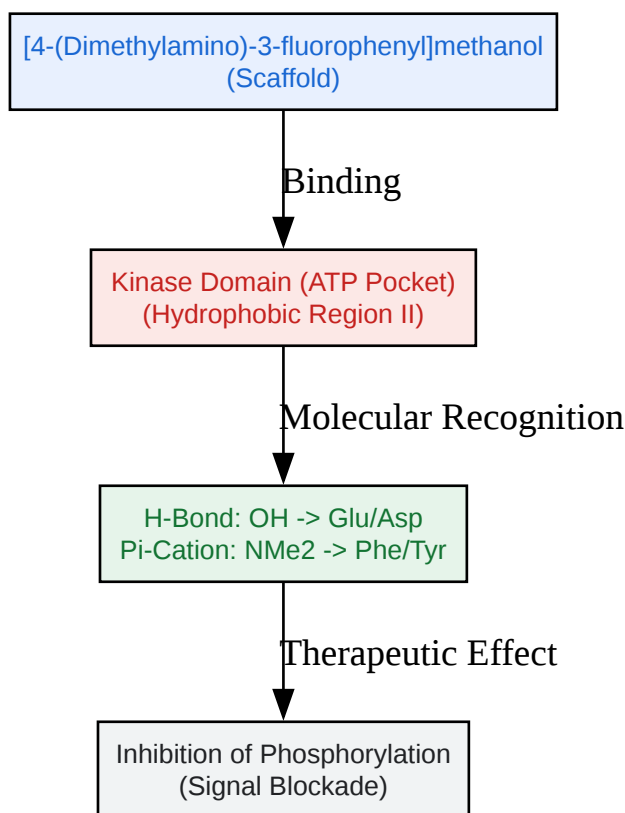 [4-(Dimethylamino)-3-fluorophenyl]methanol
(Scaffold)
Binding
Kinase Domain (ATP Pocket)
(Hydrophobic Region II)
Molecular Recognition
H-Bond: OH -> Glu/Asp
Pi-Cation: NMe2 -> Phe/Tyr
Therapeutic Effect
Inhibition of Phosphorylation
(Signal Blockade)